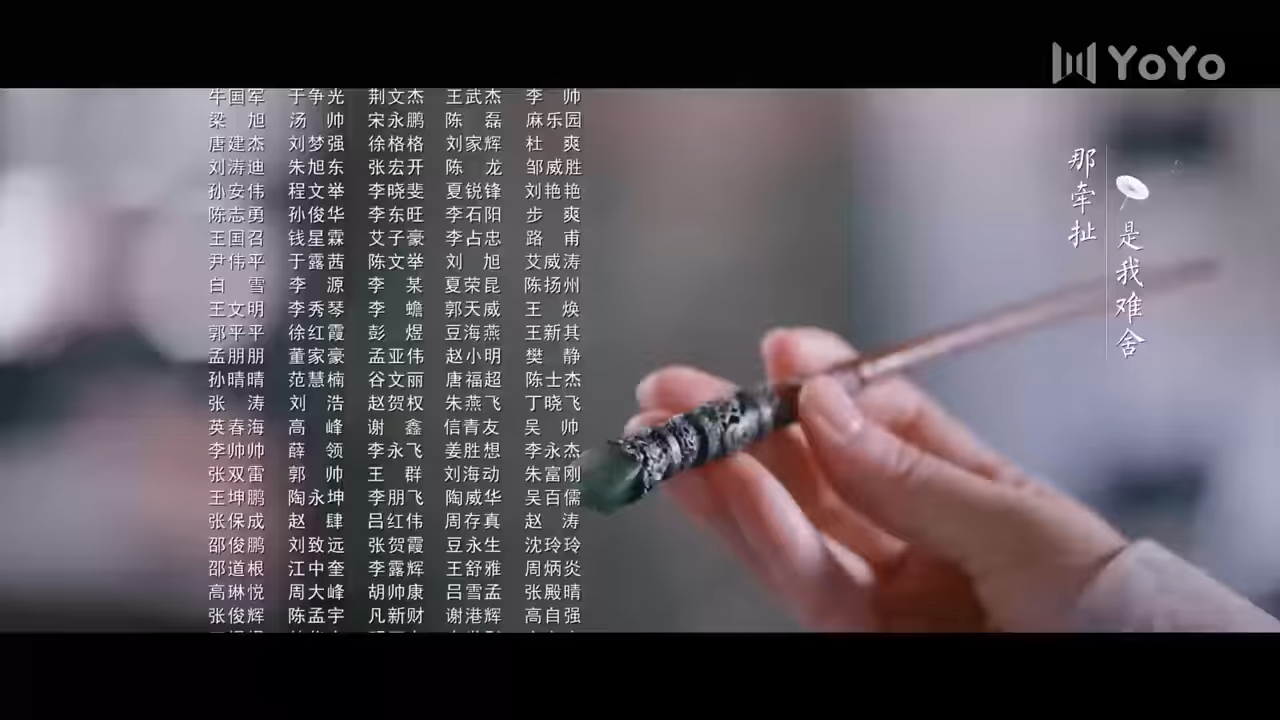 YoYo
牛国军 于争光 荆文杰 王武杰 李 帅
梁 旭 汤 帅 宋永鹏 陈 磊 麻乐园
唐建杰 刘梦强 徐格格 刘家辉 杜 爽
刘涛迪 朱旭东 张宏开 陈 龙 邹威胜
孙安伟 程文举 李晓斐 夏锐锋 刘艳艳
陈志勇 孙俊华 李东旺 李石阳 步 爽
王国召 钱星霖 艾子豪 李占忠 路 甫
尹伟平 于露茜 陈文举 刘 旭 艾威涛
白 雪 李 源 李 某 夏荣昆 陈扬州
王文明 李秀琴 李 蟾 郭天威 王 焕
郭平平 徐红霞 彭 煜 豆海燕 王新其
孟朋朋 董家豪 孟亚伟 赵小明 樊 静
孙晴晴 范慧楠 谷文丽 唐福超 陈士杰
张 涛 刘 浩 赵贺权 朱燕飞 丁晓飞
英春海 高 峰 谢 鑫 信青友 吴 帅
李帅帅 薛 领 李永飞 姜胜想 李永杰
张双雷 郭 帅 王 群 刘海动 朱富刚
王坤鹏 陶永坤 李朋飞 陶威华 吴百儒
张保成 赵 肆 吕红伟 周存真 赵 涛
邵俊鹏 刘致远 张贺霞 豆永生 沈玲玲
邵道根 江中奎 李露辉 王舒雅 周炳炎
高琳悦 周大峰 胡帅康 吕雪孟 张殿晴
张俊辉 陈孟宇 凡新财 谢港辉 高自强
那牵扯
是我难舍